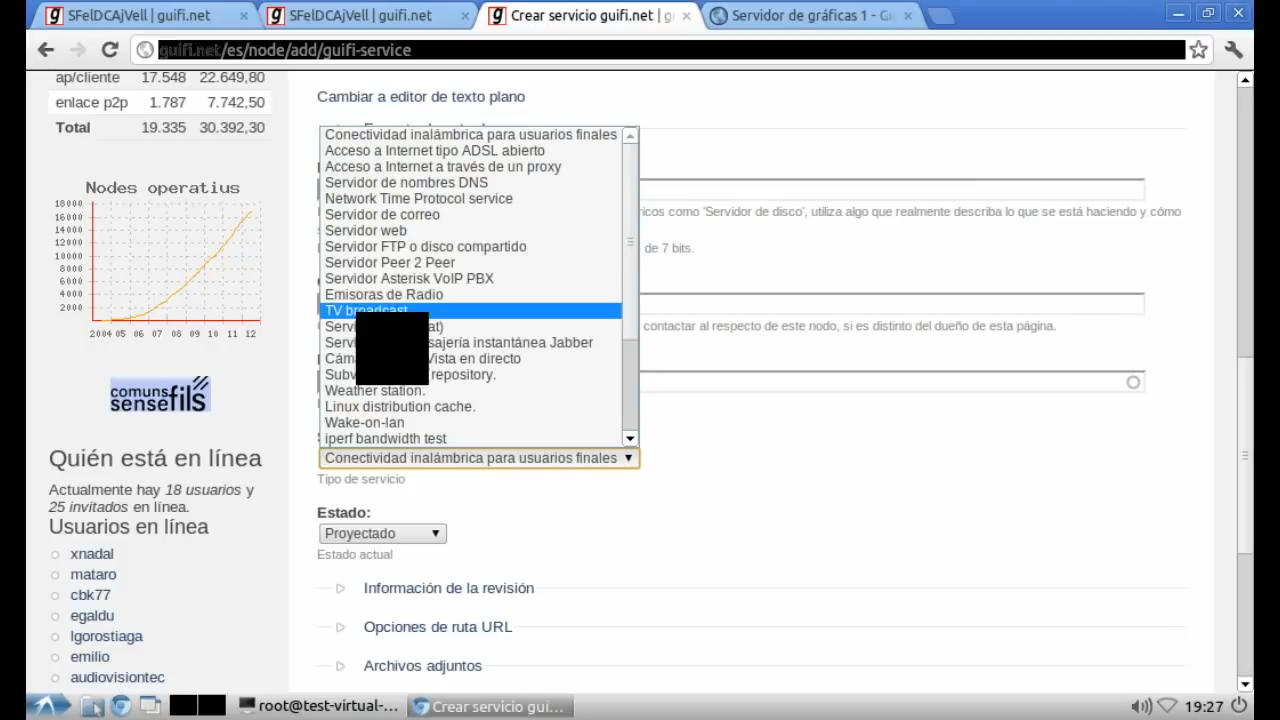 SFelDCAjVell | guifi.net
SFelDCAjVell | guifi.net
Crear servicio guifi.net | g
Servidor de gráficas 1 - Gu
guifi.net/es/node/add/guifi-service
ap/cliente 17.548 22.649,80
enlace p2p 1.787 7.742,50
Total 19.335 30.392,30
Nodes operatius
18000
16000
14000
12000
10000
8000
6000
4000
2000
2004 05 06 07 08 09 10 11 12
comuns
sensefils
Quién está en línea
Actualmente hay 18 usuarios y
25 invitados en línea.
Usuarios en línea
xnadal
mataro
cbk77
egaldu
lgorostiaga
emilio
audiovisiontec
Cambiar a editor de texto plano
Conectividad inalámbrica para usuarios finales
Acceso a Internet tipo ADSL abierto
Acceso a Internet a través de un proxy
Servidor de nombres DNS
Network Time Protocol service
Servidor de correo
Servidor web
Servidor FTP o disco compartido
Servidor Peer 2 Peer
Servidor Asterisk VoIP PBX
Emisoras de Radio
TV broadcast
Servi at)
Serv sajería instantánea Jabber
Cáma Vista en directo
Subv repository.
Weather station.
Linux distribution cache.
Wake-on-lan
iperf bandwidth test
ricos como 'Servidor de disco', utiliza algo que realmente describa lo que se está haciendo y cómo
de 7 bits.
contactar al respecto de este nodo, si es distinto del dueño de esta página.
Conectividad inalámbrica para usuarios finales
Tipo de servicio
Estado:
Proyectado
Estado actual
Información de la revisión
Opciones de ruta URL
Archivos adjuntos
root@test-virtual-...
Crear servicio gui...
19:27